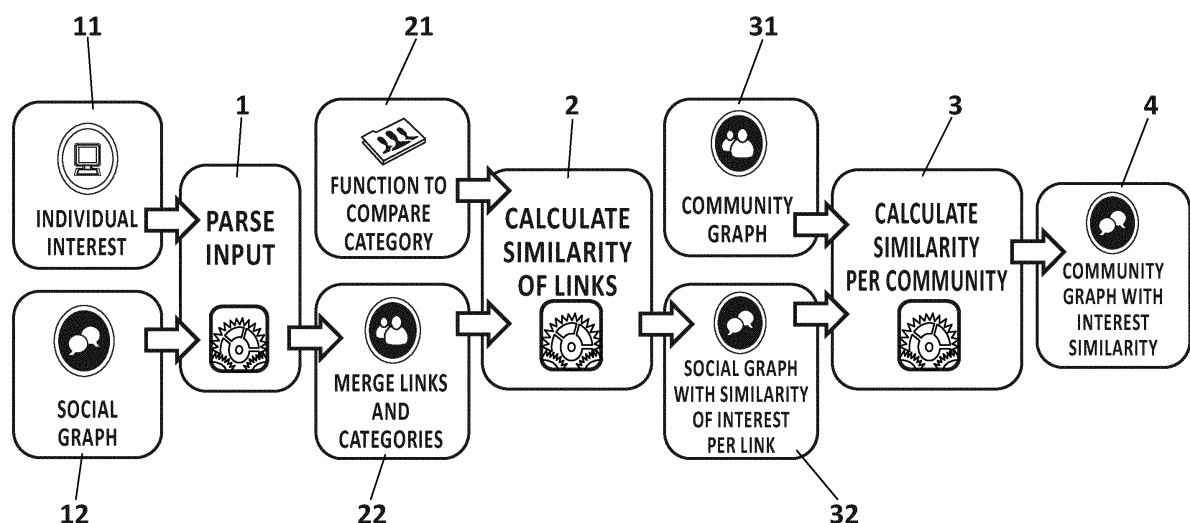 11
21
31
1
2
3
4
INDIVIDUAL
INTEREST
PARSE
INPUT
FUNCTION TO
COMPARE
CATEGORY
CALCULATE
SIMILARITY
OF LINKS
COMMUNITY
GRAPH
CALCULATE
SIMILARITY
PER COMMUNITY
COMMUNITY
GRAPH WITH
INTEREST
SIMILARITY
SOCIAL
GRAPH
MERGE LINKS
AND
CATEGORIES
SOCIAL GRAPH
WITH SIMILARITY
OF INTEREST
PER LINK
12
22
32